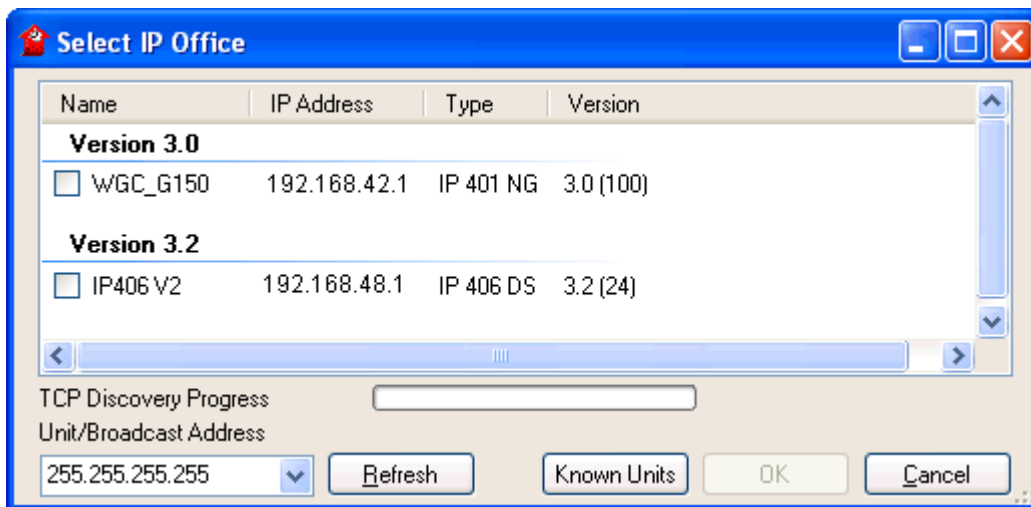 Select IP Office
Name IP Address Type Version
Version 3.0
WGC_G150 192.168.42.1 IP 401 NG 3.0 (100)
Version 3.2
IP406 V2 192.168.48.1 IP 406 DS 3.2 (24)
TCP Discovery Progress
Unit/Broadcast Address
255.255.255.255 Refresh Known Units OK Cancel